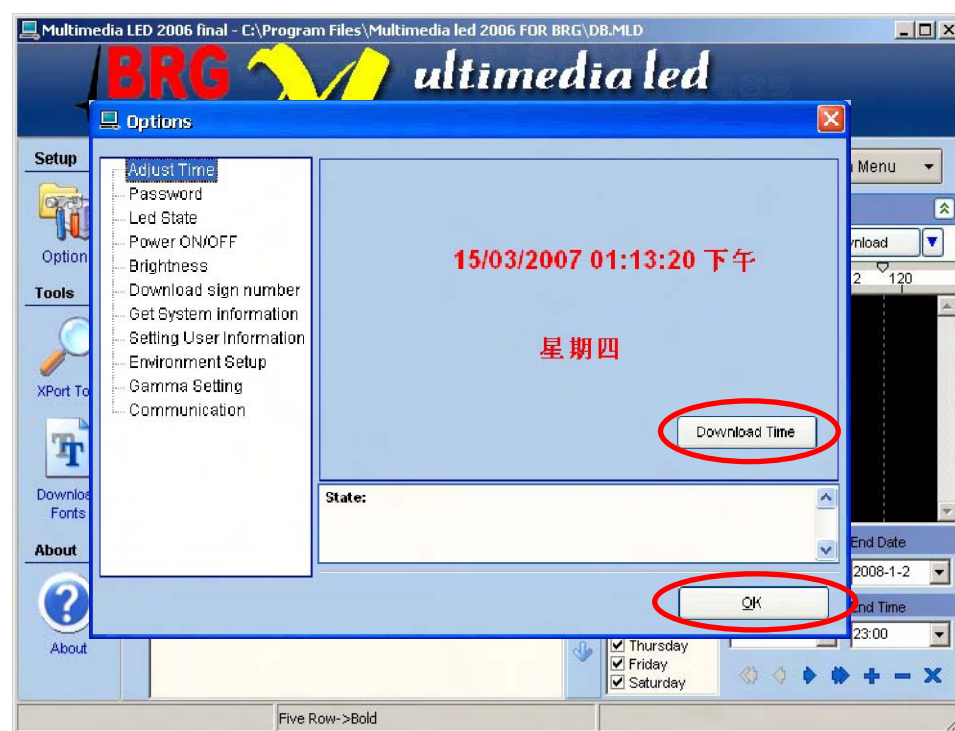 Multimedia LED 2006 final - C:\Program Files\Multimedia led 2006 FOR BRG\DB.MLD
BRG M ultimedia led
Options
Setup
Option
Tools
XPort To
Downloa
Fonts
About
About
Adjust Time
Password
Led State
Power ON/OFF
Brightness
Download sign number
Get System information
Setting User Information
Environment Setup
Gamma Setting
Communication
15/03/2007 01:13:20 下午
星期四
Download Time
State:
OK
Menu
nload
2 120
End Date
2008-1-2
End Time
23:00
Thursday
Friday
Saturday
Five Row->Bold